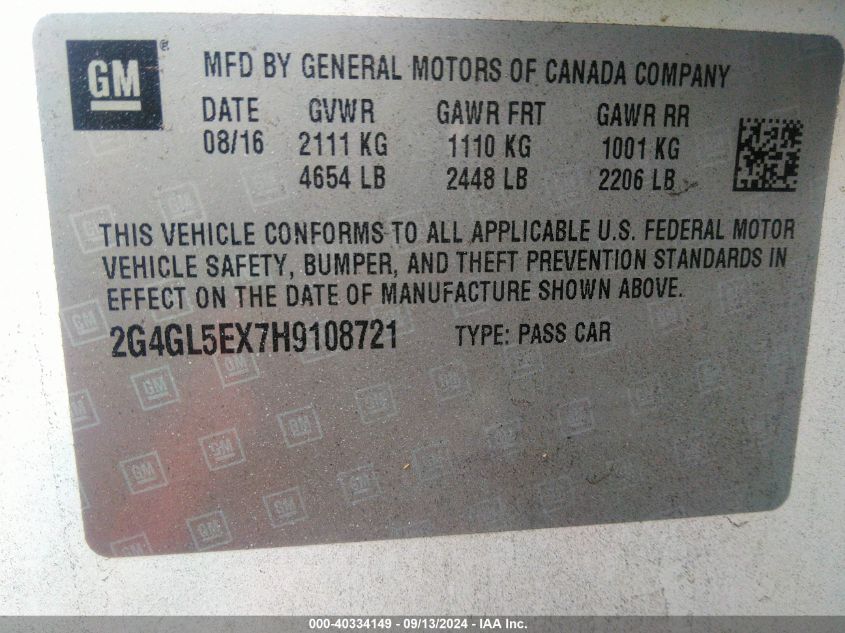 GM ® MFD BY GENERAL MOTORS OF CANADA COMPANY
DATE GVWR GAWR FRT GAWR RR
08/16 2111 KG 1110 KG 1001 KG
4654 LB 2448 LB 2206 LB
THIS VEHICLE CONFORMS TO ALL APPLICABLE U.S. FEDERAL MOTOR
VEHICLE SAFETY, BUMPER, AND THEFT PREVENTION STANDARDS IN
EFFECT ON THE DATE OF MANUFACTURE SHOWN ABOVE.
2G4GL5EX7H9108721 TYPE: PASS CAR
000-40334149 - 09/13/2024 - IAA Inc.